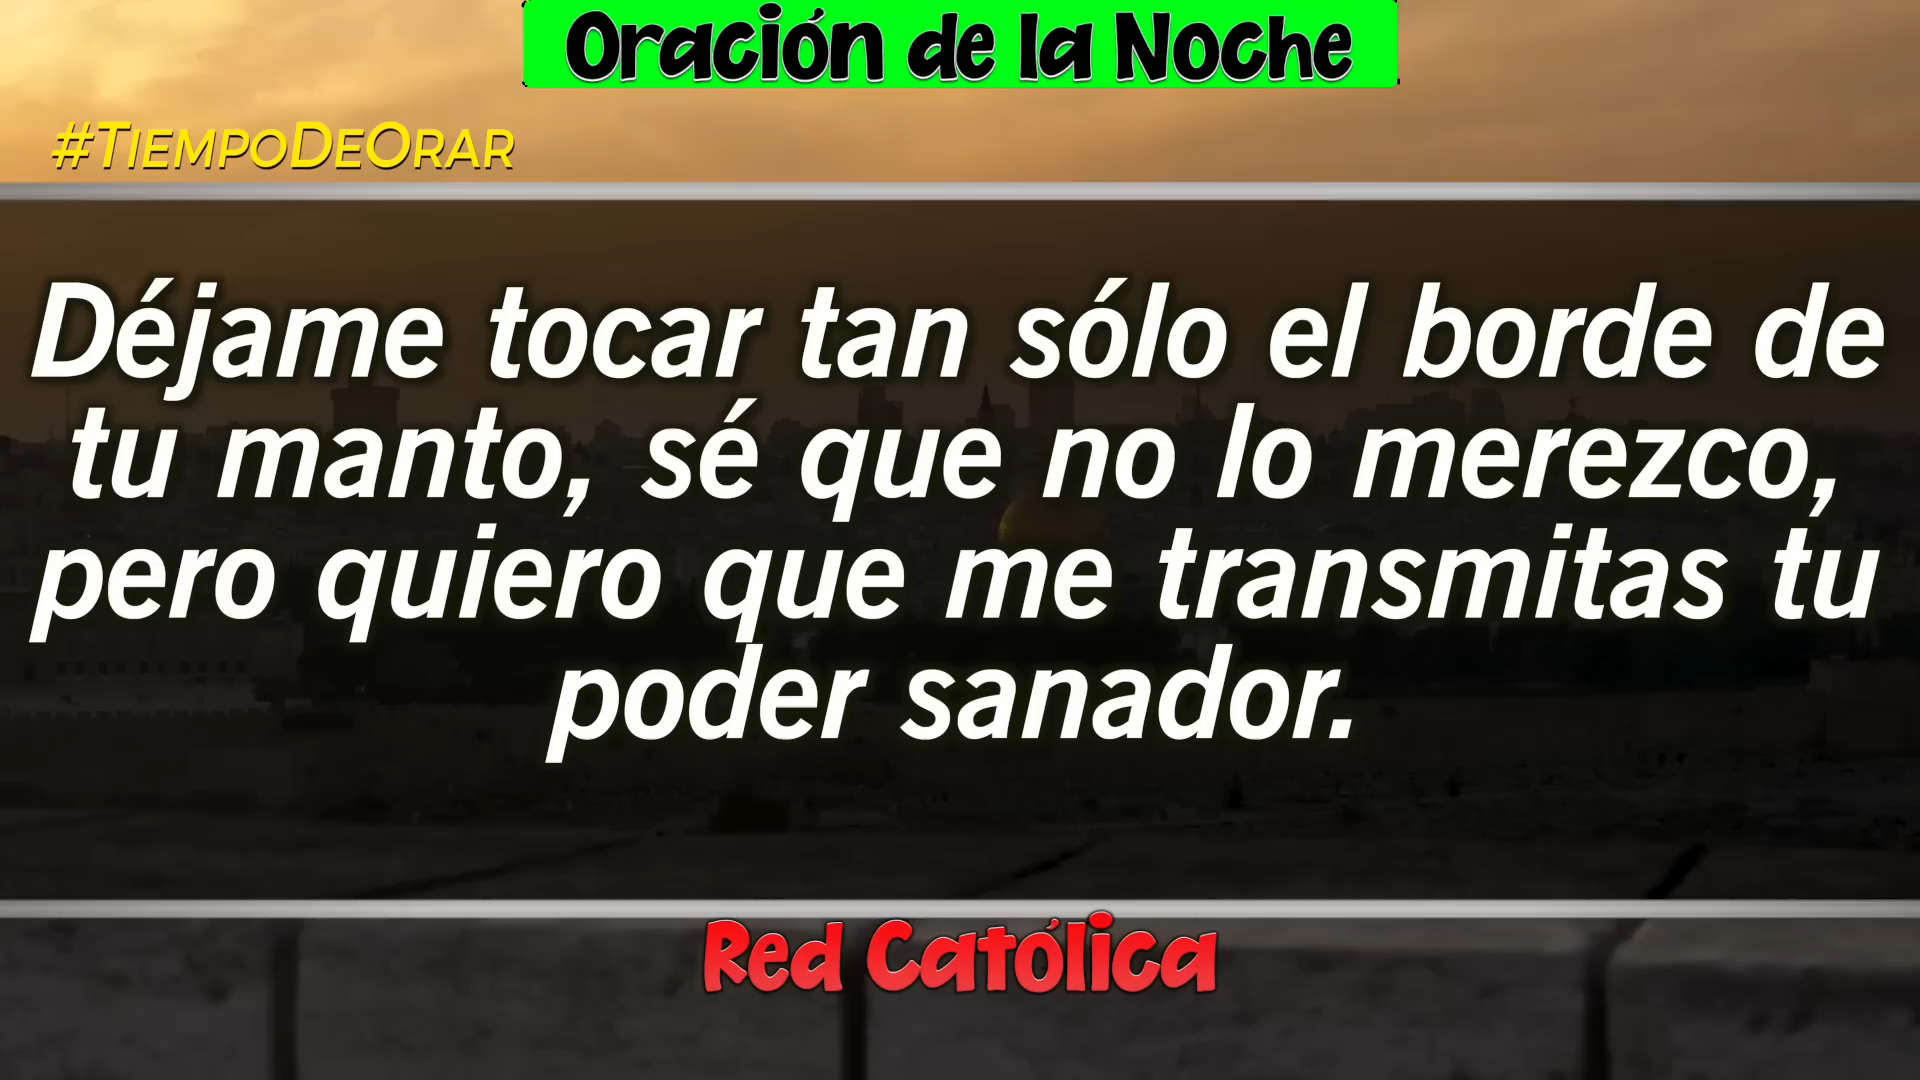 Oración de la Noche
#TiempoDeOrar
Déjame tocar tan sólo el borde de
tu manto, sé que no lo merezco,
pero quiero que me transmitas tu
poder sanador.
Red Católica